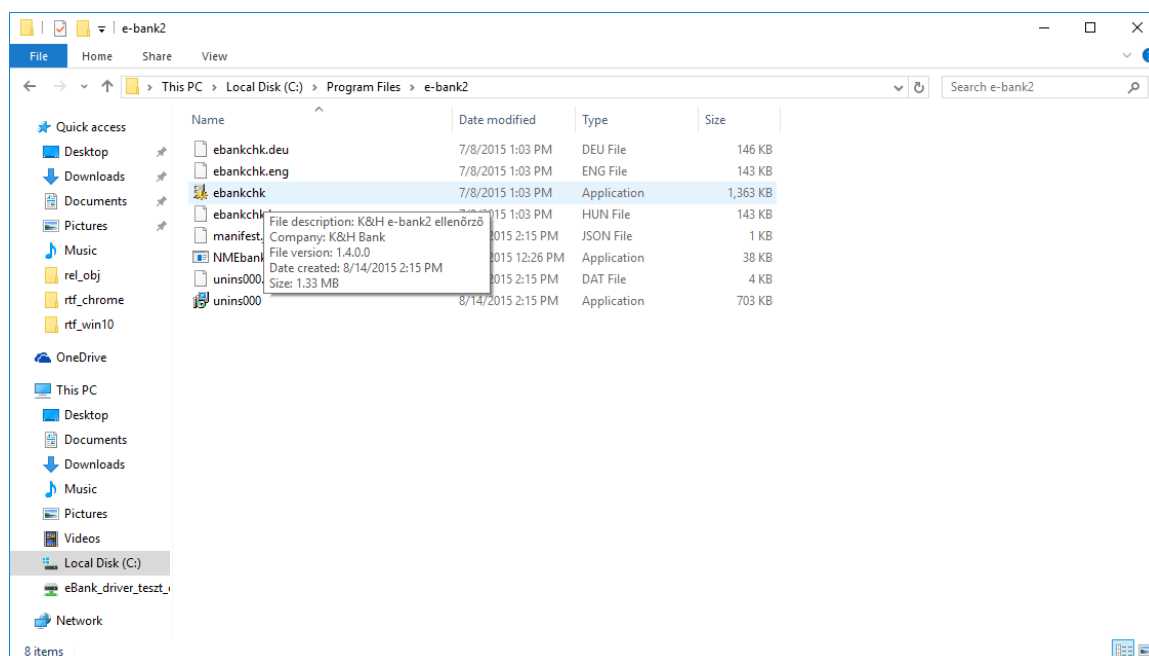 e-bank2
File Home Share View
This PC > Local Disk (C:) > Program Files > e-bank2
Search e-bank2
Quick access
Desktop
Downloads
Documents
Pictures
Music
rel_obj
rtf_chrome
rtf_win10
OneDrive
This PC
Desktop
Documents
Downloads
Music
Pictures
Videos
Local Disk (C:)
eBank_driver_teszt_
Network
Name Date modified Type Size
ebankchk.deu 7/8/2015 1:03 PM DEU File 146 KB
ebankchk.eng 7/8/2015 1:03 PM ENG File 143 KB
ebankchk 7/8/2015 1:03 PM Application 1,363 KB
ebankchk. 1:03 PM HUN File 143 KB
manifest. 2015 2:15 PM JSON File 1 KB
NMEbank 2015 12:26 PM Application 38 KB
unins000. 2015 2:15 PM DAT File 4 KB
unins000 8/14/2015 2:15 PM Application 703 KB
File description: K&H e-bank2 ellenőrző
Company: K&H Bank
File version: 1.4.0.0
Date created: 8/14/2015 2:15 PM
Size: 1.33 MB
8 items